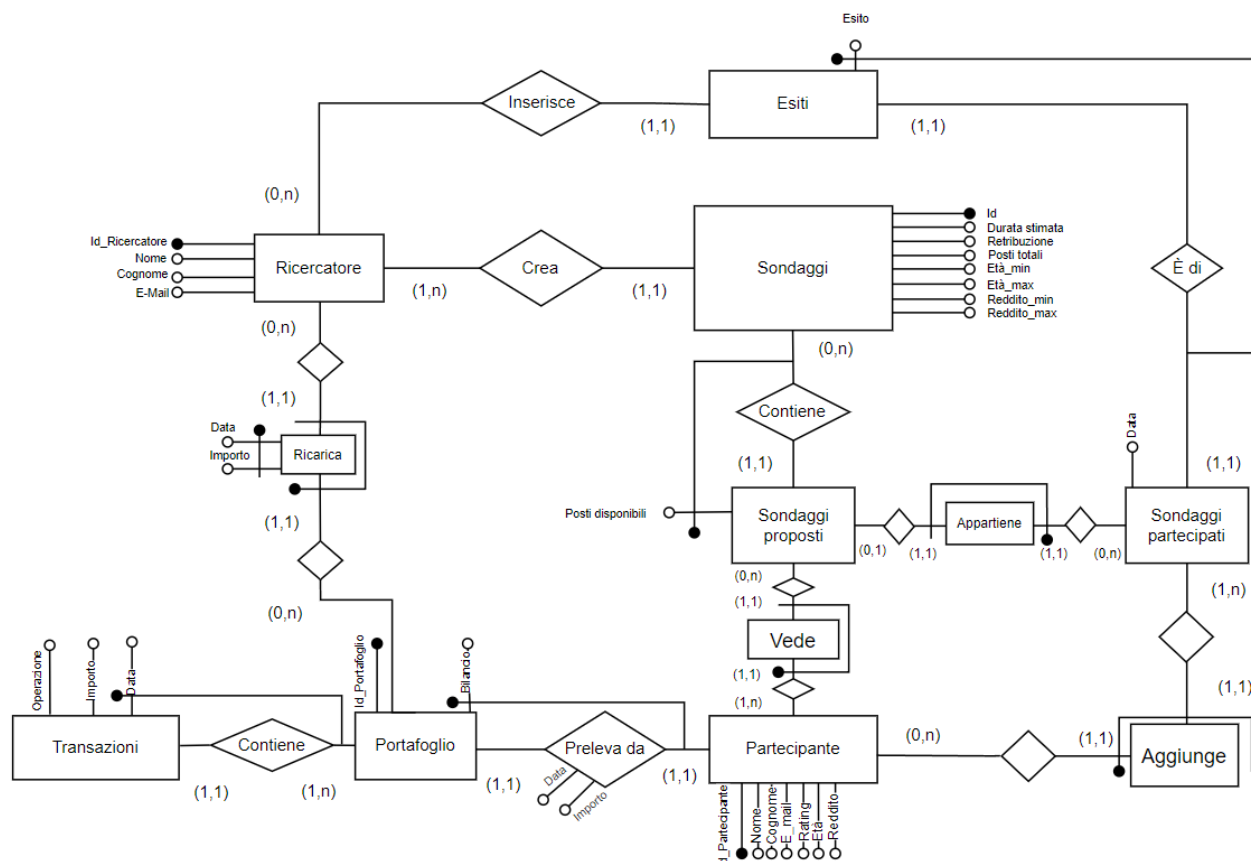 Esito
Inserisce
Esiti
(1,1)
(1,1)
(0,n)
Id_Ricercatore
Nome
Cognome
E-Mail
Ricercatore
Crea
Sondaggi
Id
Durata stimata
Retribuzione
Posti totali
Età_min
Età_max
Reddito_min
Reddito_max
È di
(1,n)
(1,1)
(0,n)
(0,n)
Contiene
(1,1)
Data
Importo
Ricarica
(1,1)
(1,1)
Data
(1,1)
Posti disponibili
Sondaggi
proposti
Appartiene
Sondaggi
partecipati
(0,1)
(1,1)
(1,1)
(0,n)
(0,n)
(1,1)
(1,n)
(0,n)
Vede
(1,1)
(1,n)
(1,1)
Operazione
Importo
Data
Id_Portafoglio
Bilancio
Transazioni
Contiene
Portafoglio
Preleva da
Partecipante
(0,n)
(1,1)
Aggiunge
(1,1)
(1,n)
(1,1)
(1,1)
Data
Importo
Id_Partecipante
Nome
Cognome
E_mail
Rating
Età
Reddito